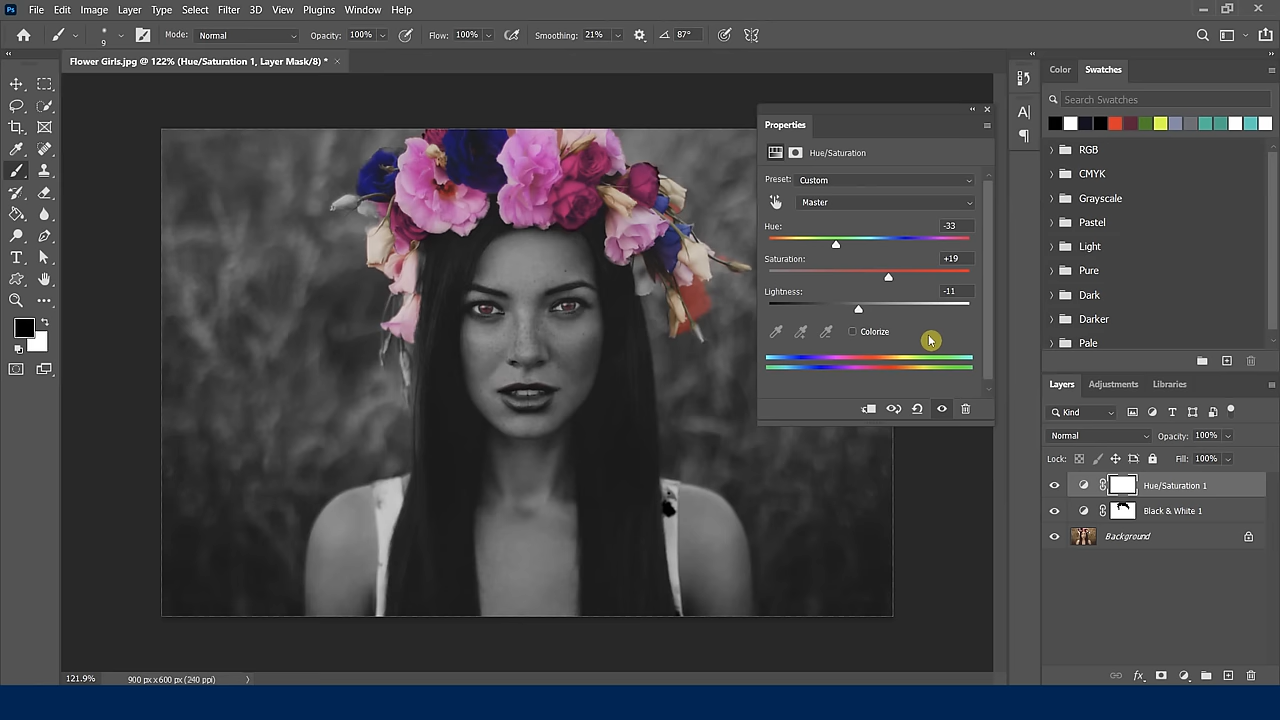 Ps File Edit Image Layer Type Select Filter 3D View Plugins Window Help
9 Mode: Normal Opacity: 100% Flow: 100% Smoothing: 21% 87°
Flower Girls.jpg @ 122% (Hue/Saturation 1, Layer Mask/8) *
Color Swatches
Search Swatches
RGB
CMYK
Grayscale
Pastel
Light
Pure
Dark
Darker
Pale
Properties
Hue/Saturation
Preset: Custom
Master
Hue: -33
Saturation: +19
Lightness: -11
Colorize
Layers Adjustments Libraries
Kind
Normal Opacity: 100%
Lock: Fill: 100%
Hue/Saturation 1
Black & White 1
Background
121.9% 900 px x 600 px (240 ppi)